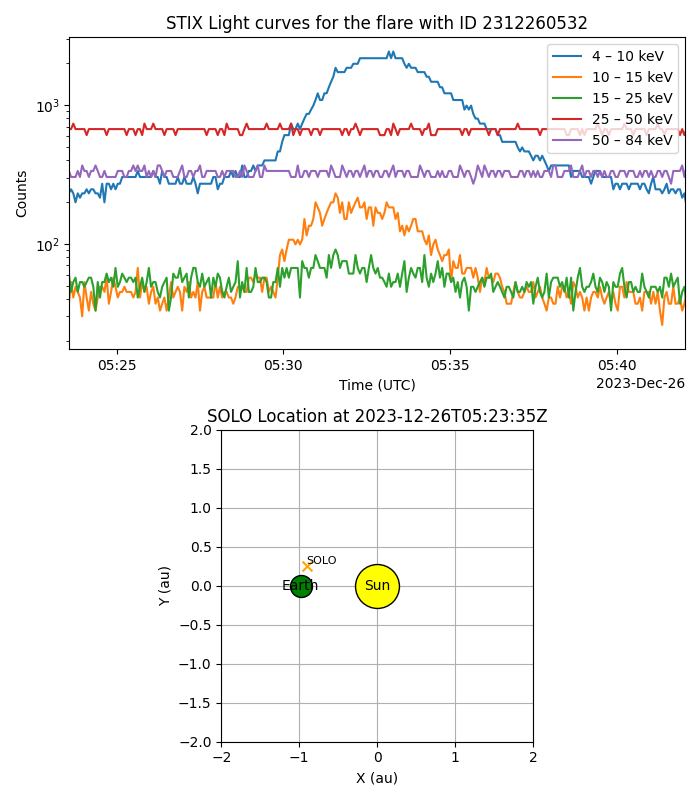 STIX Light curves for the flare with ID 2312260532
4 – 10 keV
10 – 15 keV
15 – 25 keV
25 – 50 keV
50 – 84 keV
10³
10²
Counts
05:25 05:30 05:35 05:40
Time (UTC)
2023-Dec-26
SOLO Location at 2023-12-26T05:23:35Z
2.0
1.5
1.0
0.5
0.0
−0.5
−1.0
−1.5
−2.0
Y (au)
SOLO
Earth
Sun
−2 −1 0 1 2
X (au)